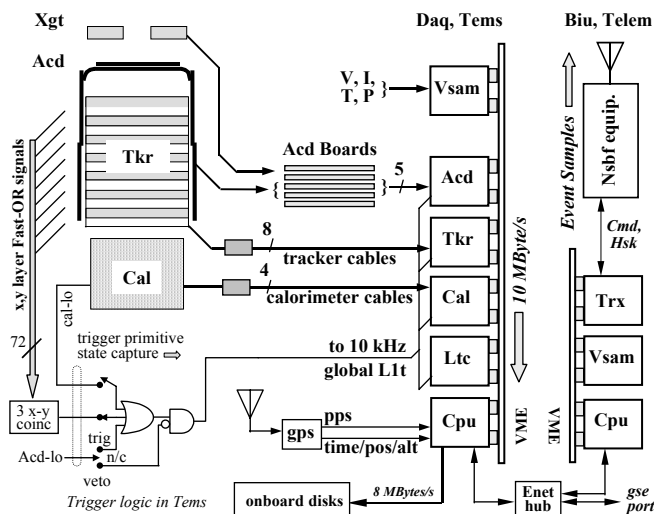 Xgt
Daq, Tems
Biu, Telem
Acd
V, I,
T, P
Vsam
Event Samples
Nsbf equip.
Acd Boards
5
Acd
Tkr
x,y layer Fast-OR signals
8
tracker cables
Tkr
Cmd,
Hsk
10 MByte/s
Cal
4
calorimeter cables
Cal
Trx
cal-lo
72
trigger primitive
state capture
to 10 kHz
global L1t
Ltc
Vsam
3 x-y
coinc
trig
n/c
Acd-lo
veto
gps
pps
time/pos/alt
Cpu
VME
VME
Cpu
Trigger logic in Tems
onboard disks
8 MBytes/s
Enet
hub
gse
port